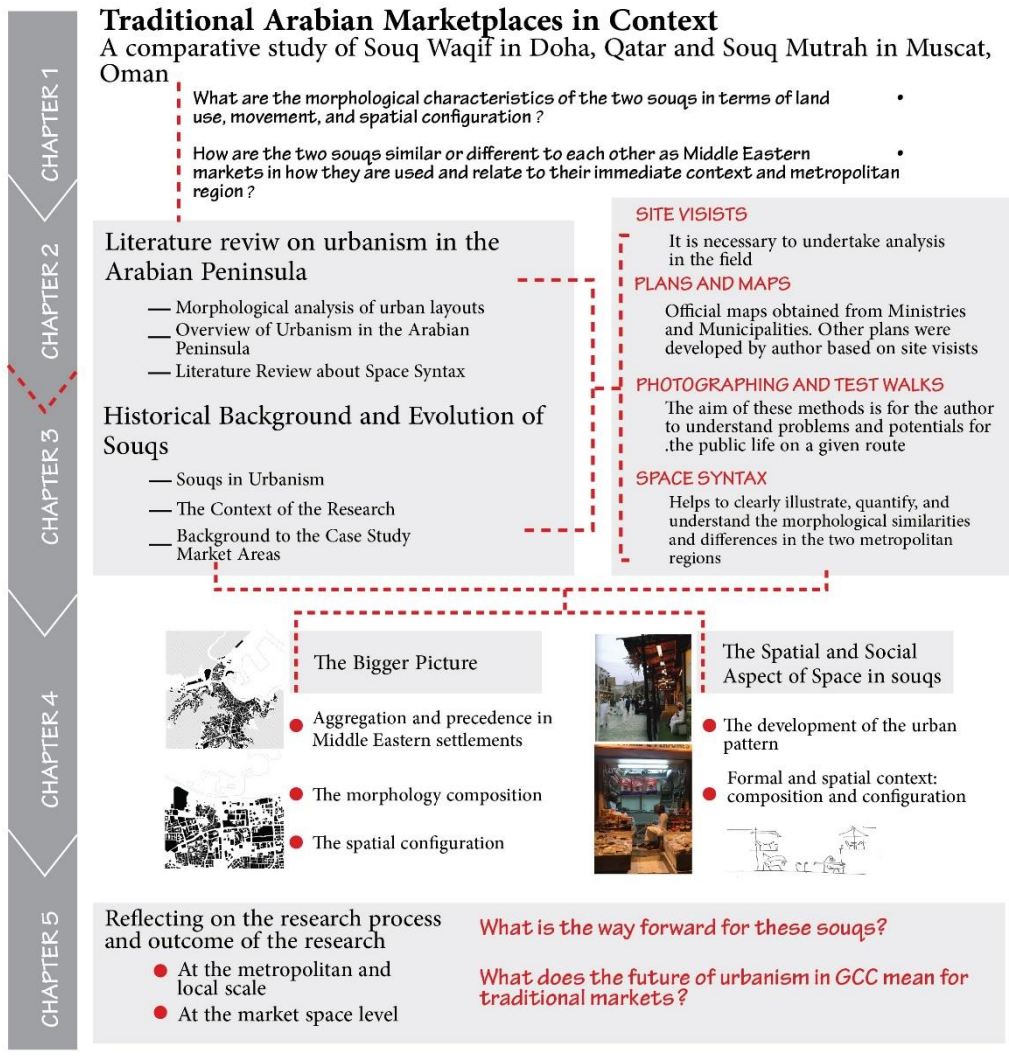 Traditional Arabian Marketplaces in Context
A comparative study of Souq Waqif in Doha, Qatar and Souq Mutrah in Muscat,
Oman
CHAPTER 1
What are the morphological characteristics of the two souqs in terms of land •
use, movement, and spatial configuration ?
How are the two souqs similar or different to each other as Middle Eastern •
markets in how they are used and relate to their immediate context and metropolitan
region ?
CHAPTER 2
Literature reviw on urbanism in the
Arabian Peninsula
— Morphological analysis of urban layouts
— Overview of Urbanism in the Arabian
Peninsula
— Literature Review about Space Syntax
CHAPTER 3
Historical Background and Evolution of
Souqs
— Souqs in Urbanism
— The Context of the Research
— Background to the Case Study
Market Areas
SITE VISISTS
It is necessary to undertake analysis
in the field
PLANS AND MAPS
Official maps obtained from Ministries
and Municipalities. Other plans were
developed by author based on site visists
PHOTOGRAPHING AND TEST WALKS
The aim of these methods is for the author
to understand problems and potentials for
.the public life on a given route
SPACE SYNTAX
Helps to clearly illustrate, quantify, and
understand the morphological similarities
and differences in the two metropolitan
regions
CHAPTER 4
The Bigger Picture
● Aggregation and precedence in
Middle Eastern settlements
● The morphology composition
● The spatial configuration
The Spatial and Social
Aspect of Space in souqs
● The development of the urban
pattern
Formal and spatial context:
● composition and configuration
CHAPTER 5
Reflecting on the research process
and outcome of the research
● At the metropolitan and
local scale
● At the market space level
What is the way forward for these souqs?
What does the future of urbanism in GCC mean for
traditional markets ?